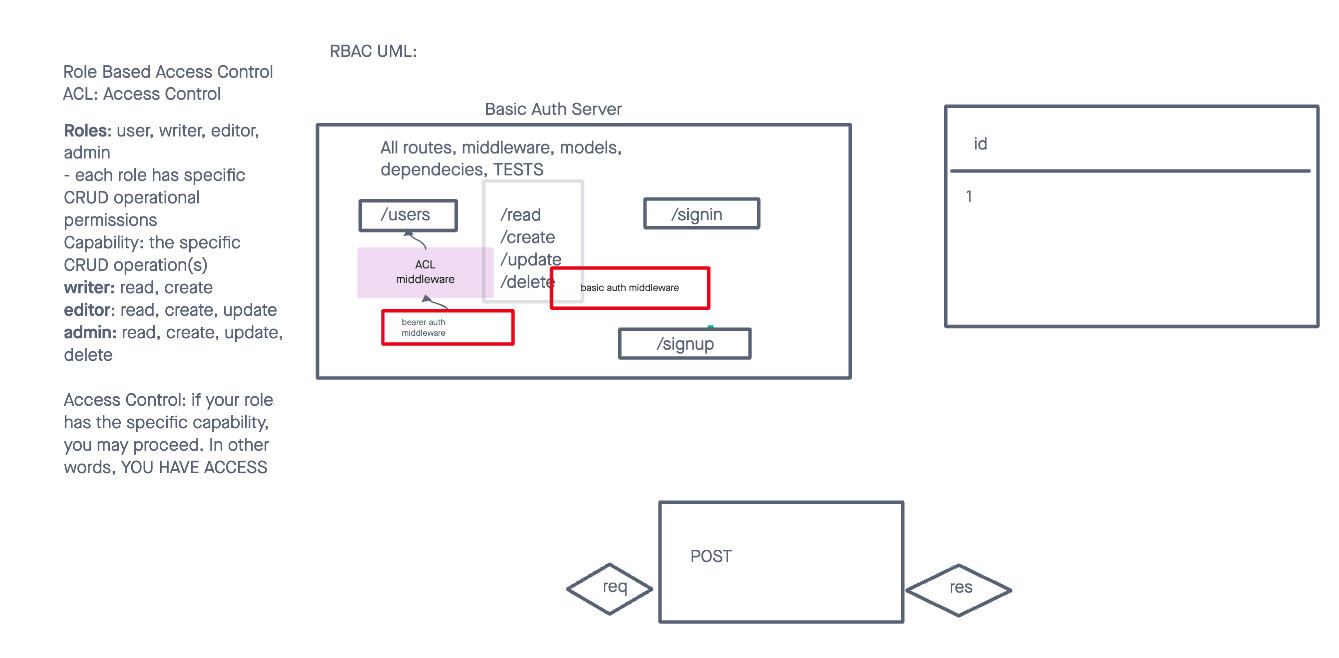 RBAC UML:
Role Based Access Control
ACL: Access Control
Roles: user, writer, editor,
admin
- each role has specific
CRUD operational
permissions
Capability: the specific
CRUD operation(s)
writer: read, create
editor: read, create, update
admin: read, create, update,
delete
Access Control: if your role
has the specific capability,
you may proceed. In other
words, YOU HAVE ACCESS
Basic Auth Server
All routes, middleware, models,
dependecies, TESTS
/users
/read
/create
/update
/delete
/signin
ACL
middleware
basic auth middleware
bearer auth
middleware
/signup
id
1
req
POST
res